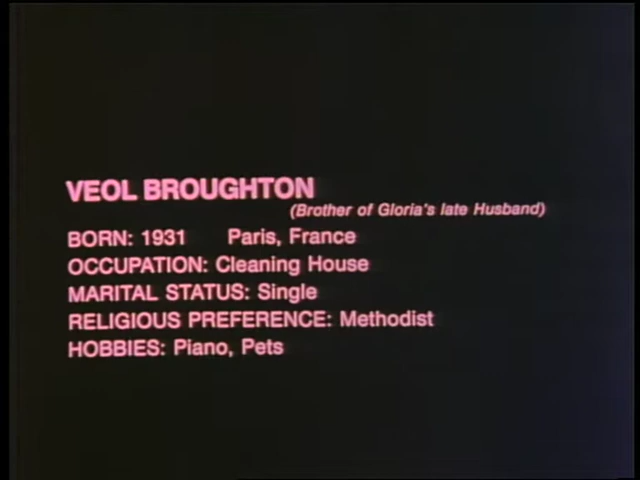 VEOL BROUGHTON
(Brother of Gloria's late Husband)
BORN: 1931 Paris, France
OCCUPATION: Cleaning House
MARITAL STATUS: Single
RELIGIOUS PREFERENCE: Methodist
HOBBIES: Piano, Pets